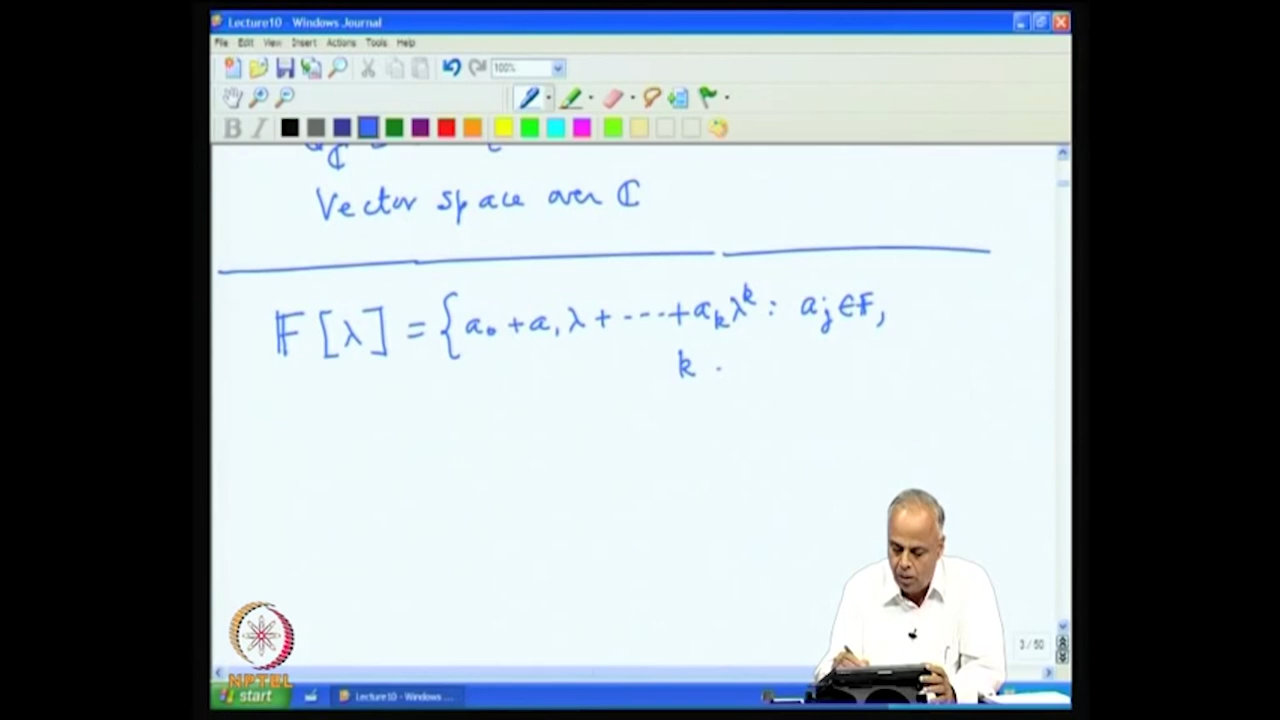 Lecture10 - Windows Journal
File Edit View Insert Actions Tools Help
100%
B I
Vector space over ℂ
𝔽[λ] = {a₀ + a₁λ + ---- + aₖλᵏ : aⱼ ∈ F,
k .
3 / 50
NPTEL
start Lecture10 - Windows ...